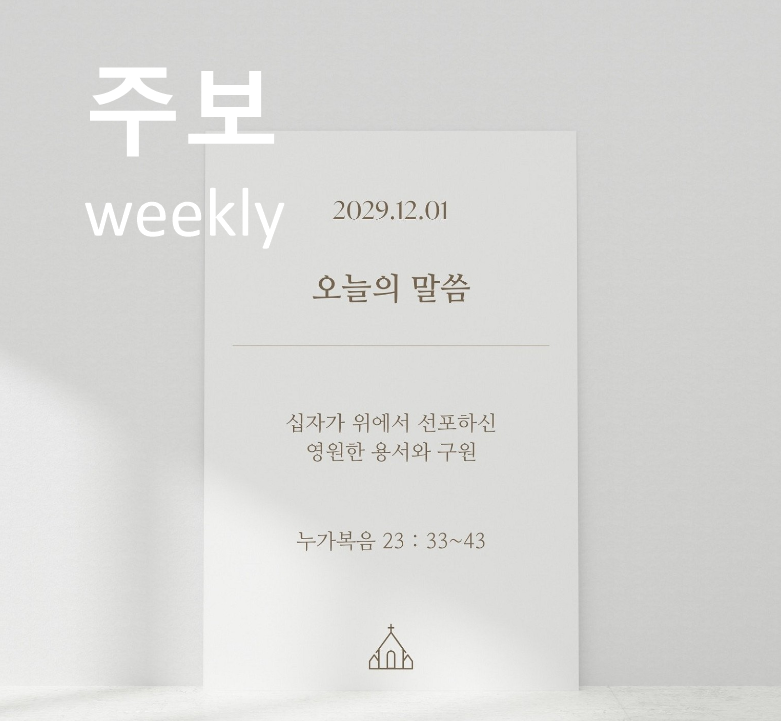 주보
weekly
2029.12.01
오늘의 말씀
십자가 위에서 선포하신
영원한 용서와 구원
누가복음 23 : 33~43